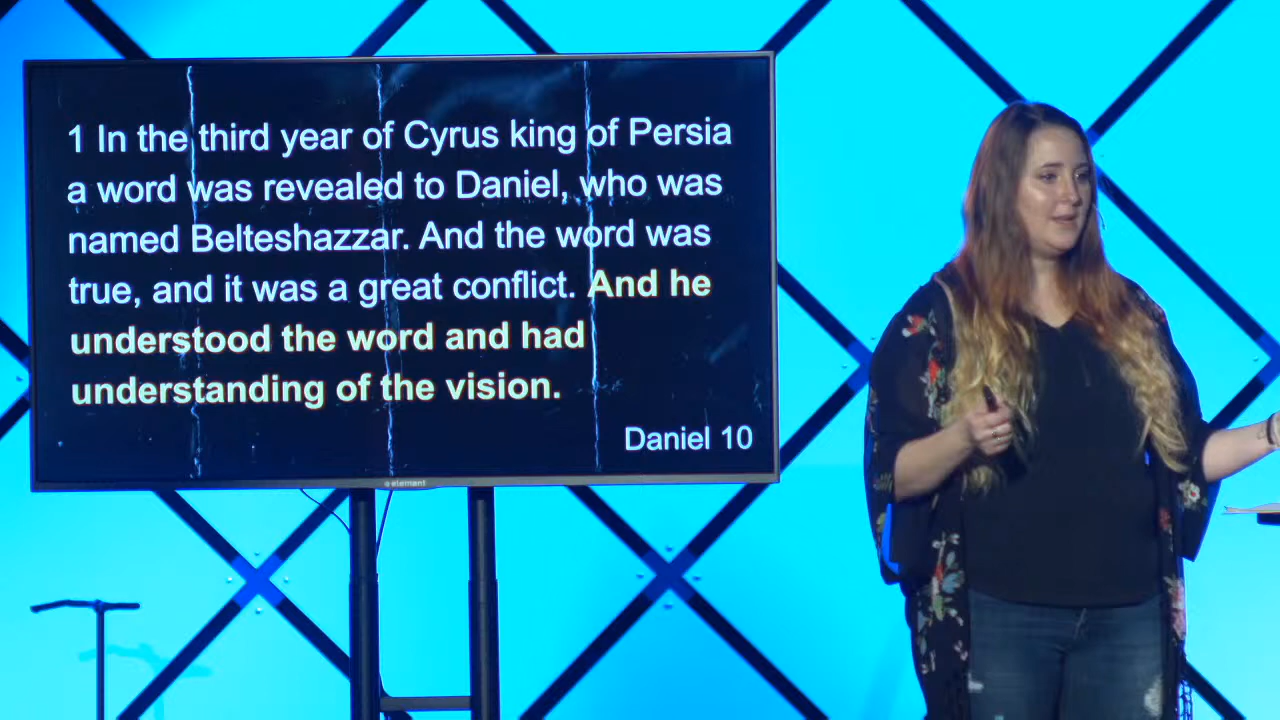 1 In the third year of Cyrus king of Persia
a word was revealed to Daniel, who was
named Belteshazzar. And the word was
true, and it was a great conflict. And he
understood the word and had
understanding of the vision.
Daniel 10
element